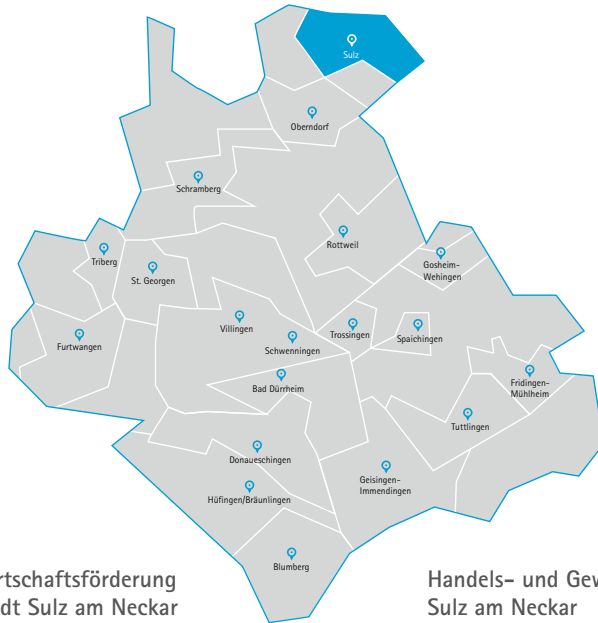 Sulz
Oberndorf
Schramberg
Rottweil
Triberg
St. Georgen
Gosheim-
Wehingen
Villingen
Trossingen
Spaichingen
Furtwangen
Schwenningen
Bad Dürrheim
Fridingen-
Mühlheim
Tuttlingen
Donaueschingen
Geisingen-
Immendingen
Hüfingen/Bräunlingen
Blumberg
rtschaftsförderung
dt Sulz am Neckar
Handels- und Gew
Sulz am Neckar